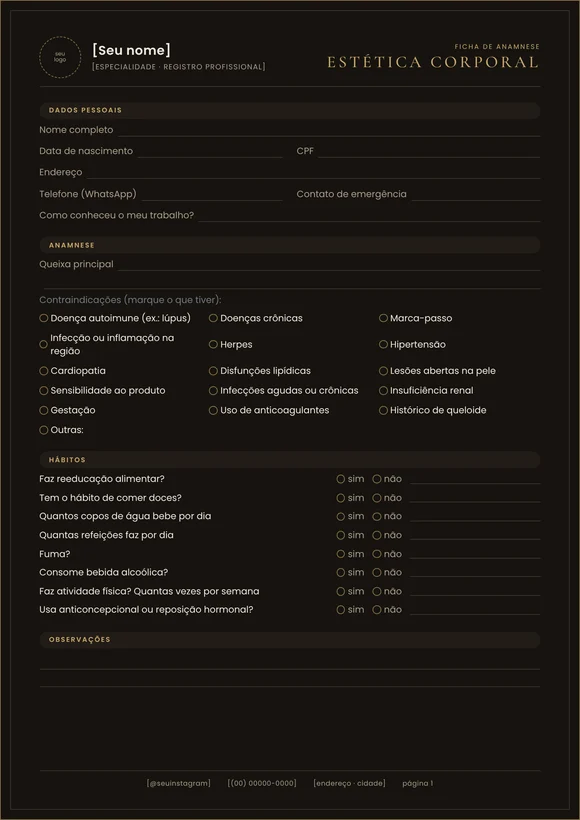 seu
logo
[Seu nome]
[ESPECIALIDADE · REGISTRO PROFISSIONAL]
FICHA DE ANAMNESE
ESTÉTICA CORPORAL
DADOS PESSOAIS
Nome completo
Data de nascimento CPF
Endereço
Telefone (WhatsApp) Contato de emergência
Como conheceu o meu trabalho?
ANAMNESE
Queixa principal
Contraindicações (marque o que tiver):
Doença autoimune (ex.: lúpus) Doenças crônicas Marca-passo
Infecção ou inflamação na
região
Herpes Hipertensão
Cardiopatia Disfunções lipídicas Lesões abertas na pele
Sensibilidade ao produto Infecções agudas ou crônicas Insuficiência renal
Gestação Uso de anticoagulantes Histórico de queloide
Outras:
HÁBITOS
Faz reeducação alimentar? sim não
Tem o hábito de comer doces? sim não
Quantos copos de água bebe por dia sim não
Quantas refeições faz por dia sim não
Fuma? sim não
Consome bebida alcoólica? sim não
Faz atividade física? Quantas vezes por semana sim não
Usa anticoncepcional ou reposição hormonal? sim não
OBSERVAÇÕES
[@seuinstagram] [(00) 00000-0000] [endereço · cidade] página 1